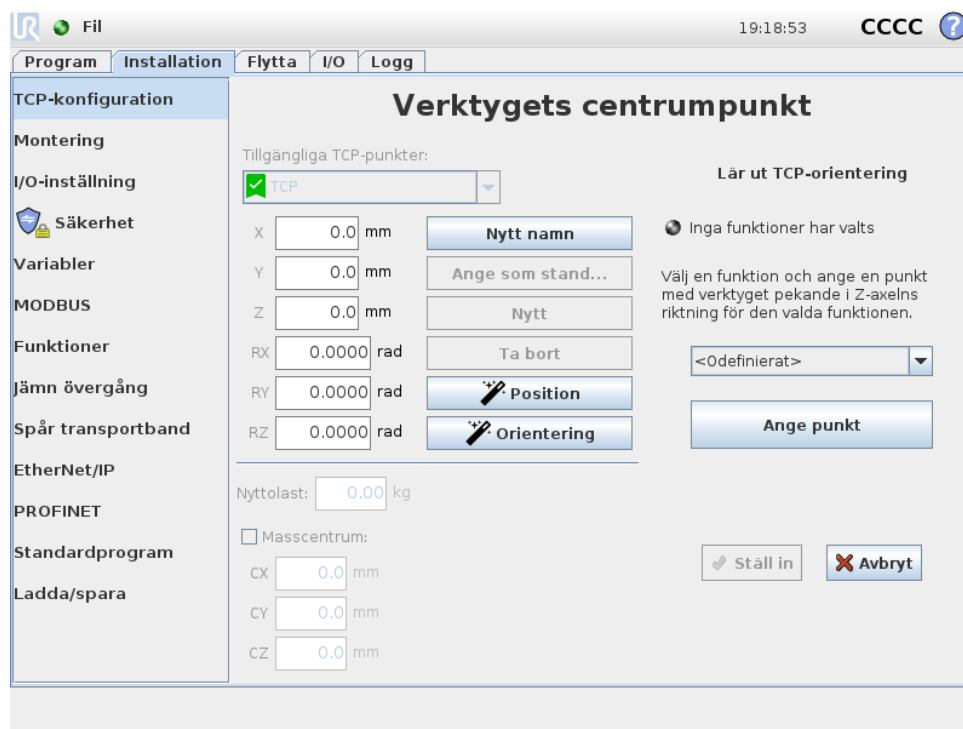 UR Fil 19:18:53 CCCC ?
Program Installation Flytta I/O Logg
TCP-konfiguration
Montering
I/O-inställning
Säkerhet
Variabler
MODBUS
Funktioner
Jämn övergång
Spår transportband
EtherNet/IP
PROFINET
Standardprogram
Ladda/spara
Verktygets centrumpunkt
Tillgängliga TCP-punkter:
TCP
X 0.0 mm Nytt namn
Y 0.0 mm Ange som stand...
Z 0.0 mm Nytt
RX 0.0000 rad Ta bort
RY 0.0000 rad Position
RZ 0.0000 rad Orientering
Nyttolast: 0.00 kg
Masscentrum:
CX 0.0 mm
CY 0.0 mm
CZ 0.0 mm
Lär ut TCP-orientering
Inga funktioner har valts
Välj en funktion och ange en punkt
med verktyget pekande i Z-axelns
riktning för den valda funktionen.
<Odefinierat>
Ange punkt
Ställ in Avbryt